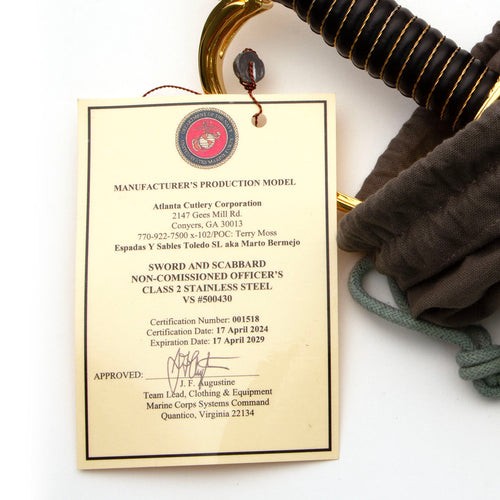 MANUFACTURER'S PRODUCTION MODEL
Atlanta Cutlery Corporation
2147 Gees Mill Rd.
Conyers, GA 30013
770-922-7500 x-102/POC: Terry Moss
Espadas Y Sables Toledo SL aka Marto Bermejo
SWORD AND SCABBARD
NON-COMISSIONED OFFICER'S
CLASS 2 STAINLESS STEEL
VS #500430
Certification Number: 001518
Certification Date: 17 April 2024
Expiration Date: 17 April 2029
APPROVED:
J. F. Augustine
Team Lead, Clothing & Equipment
Marine Corps Systems Command
Quantico, Virginia 22134